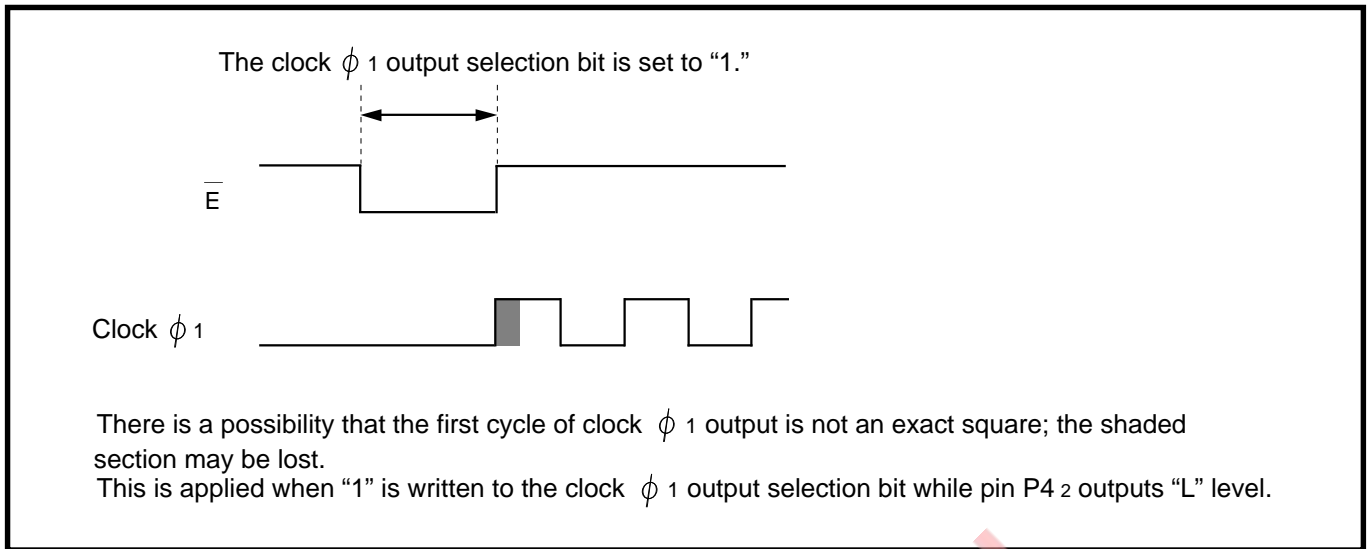 The clock ϕ 1 output selection bit is set to “1.”
E
Clock ϕ 1
There is a possibility that the first cycle of clock ϕ 1 output is not an exact square; the shaded
section may be lost.
This is applied when “1” is written to the clock ϕ 1 output selection bit while pin P4 2 outputs “L” level.